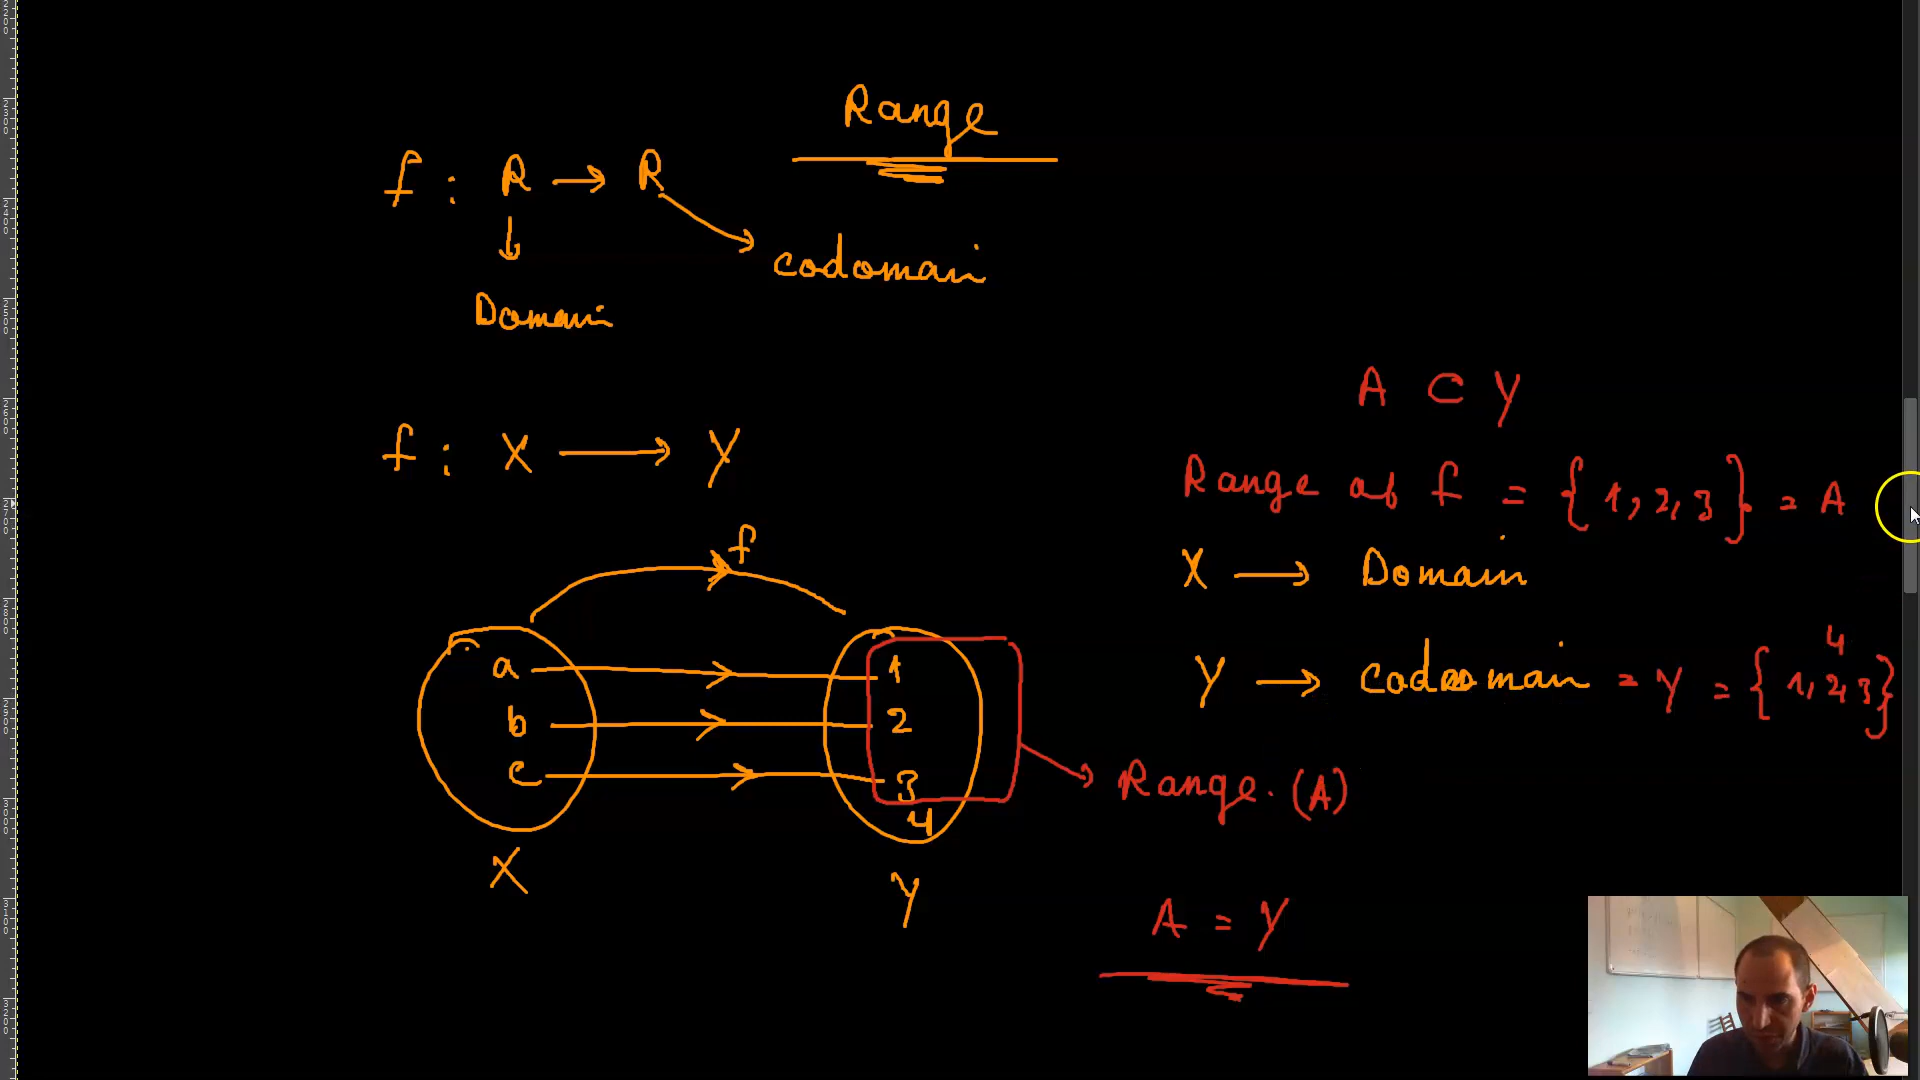 Range
f : R → R
codomain
Domain
A ⊂ Y
f : X → Y
Range of f = {1, 2, 3} = A
f
X → Domain
4
Y → codomain = Y = {1, 2, 3}
a 1
b 2
c 3
4
Range. (A)
X Y
A = Y